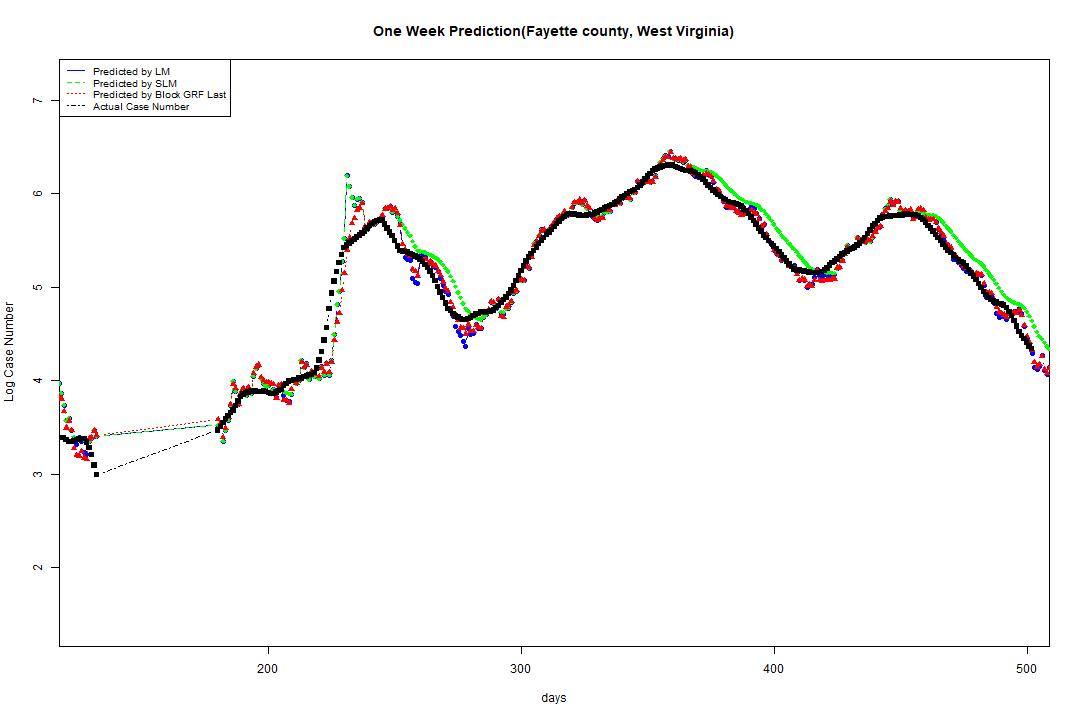 One Week Prediction(Fayette county, West Virginia)
Predicted by LM
Predicted by SLM
Predicted by Block GRF Last
Actual Case Number
7
6
5
4
3
2
Log Case Number
200 300 400 500
days